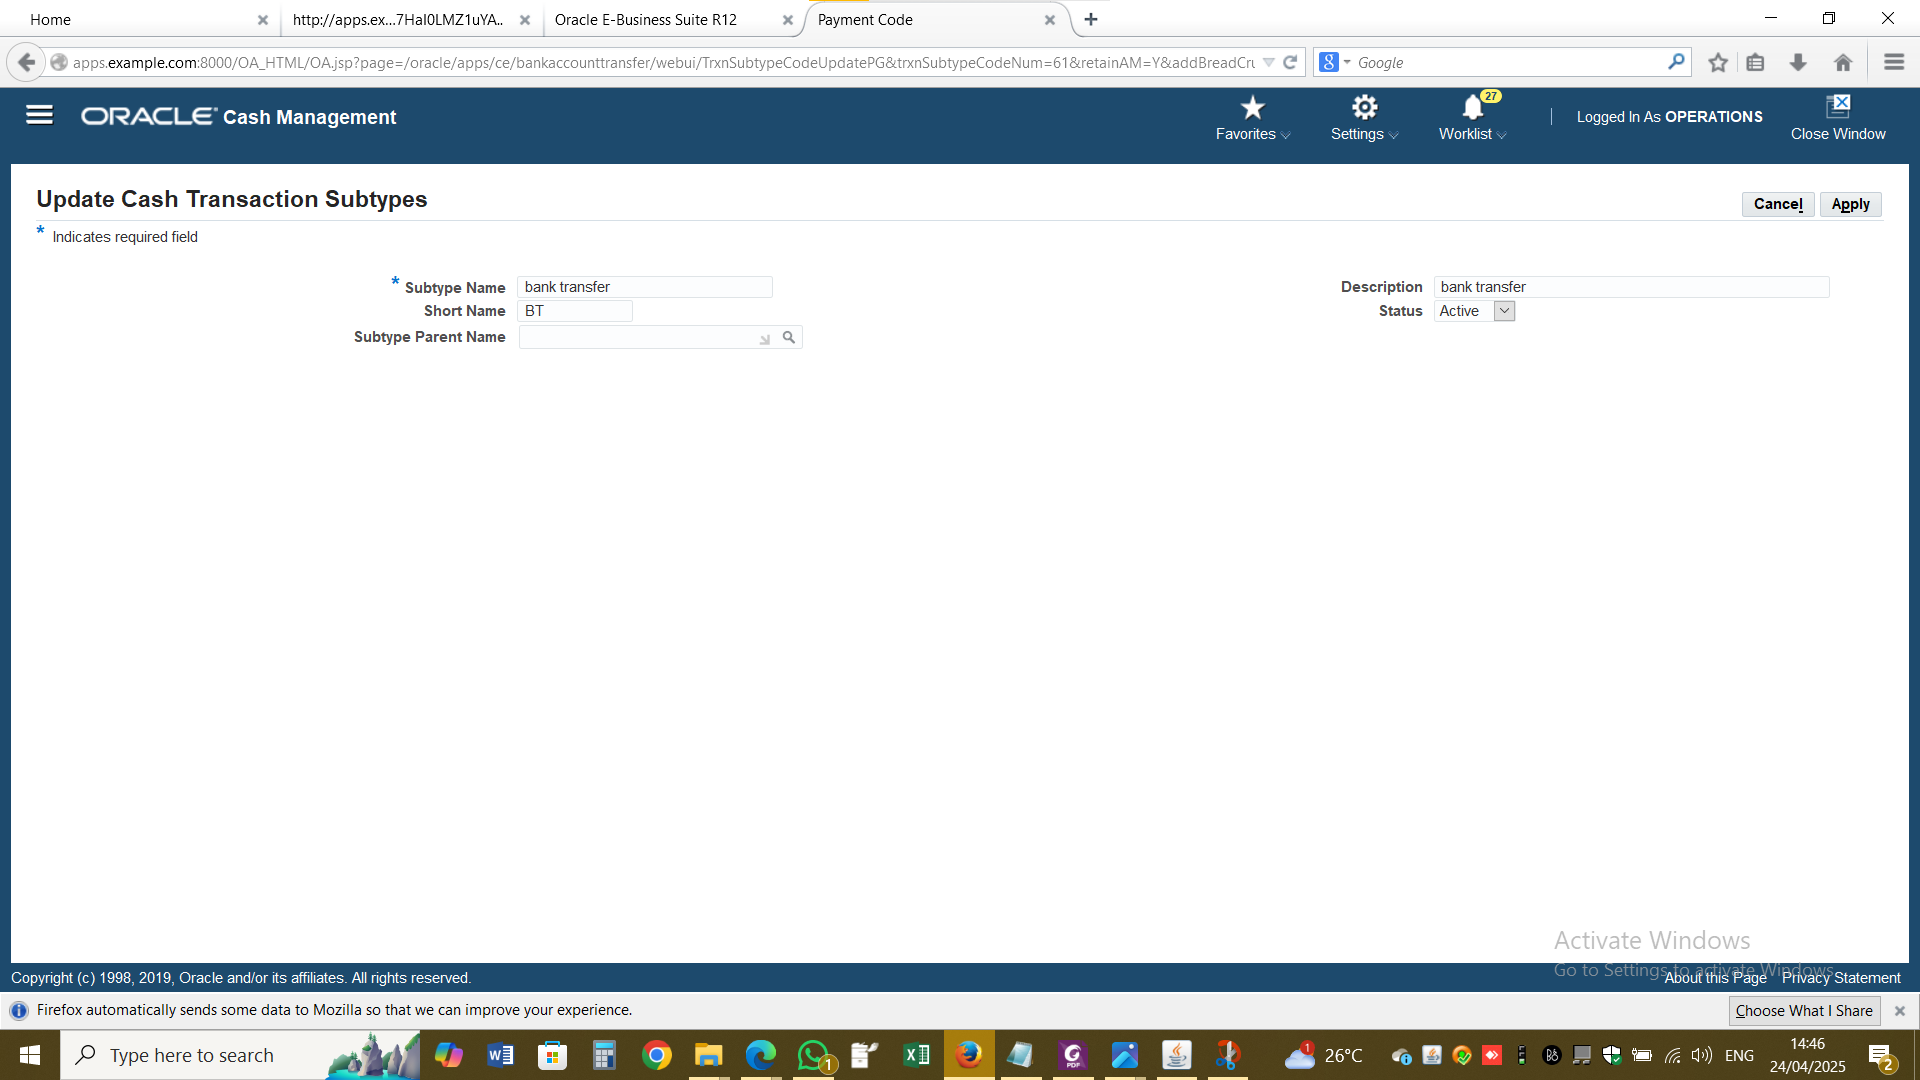 Home
http://apps.ex...7HaI0LMZ1uYA..
Oracle E-Business Suite R12
Payment Code
apps.example.com:8000/OA_HTML/OA.jsp?page=/oracle/apps/ce/bankaccounttransfer/webui/TrxnSubtypeCodeUpdatePG&trxnSubtypeCodeNum=61&retainAM=Y&addBreadCru
Google
ORACLE Cash Management
Favorites
Settings
27
Worklist
Logged In As OPERATIONS
Close Window
Update Cash Transaction Subtypes
Cancel
Apply
* Indicates required field
* Subtype Name bank transfer
Description bank transfer
Short Name BT
Status Active
Subtype Parent Name
Activate Windows
Go to Settings to activate Windows.
Copyright (c) 1998, 2019, Oracle and/or its affiliates. All rights reserved.
About this Page Privacy Statement
Firefox automatically sends some data to Mozilla so that we can improve your experience.
Choose What I Share
Type here to search
1
1
26°C
ENG
14:46
24/04/2025
2